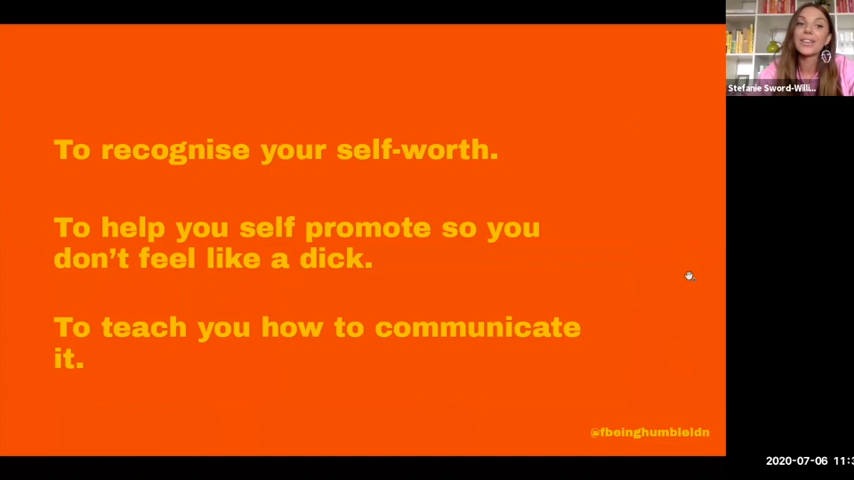 To recognise your self-worth.
To help you self promote so you
don't feel like a dick.
To teach you how to communicate
it.
@fbeinghumbleldn
Stefanie Sword-Willi...
2020-07-06 11:3